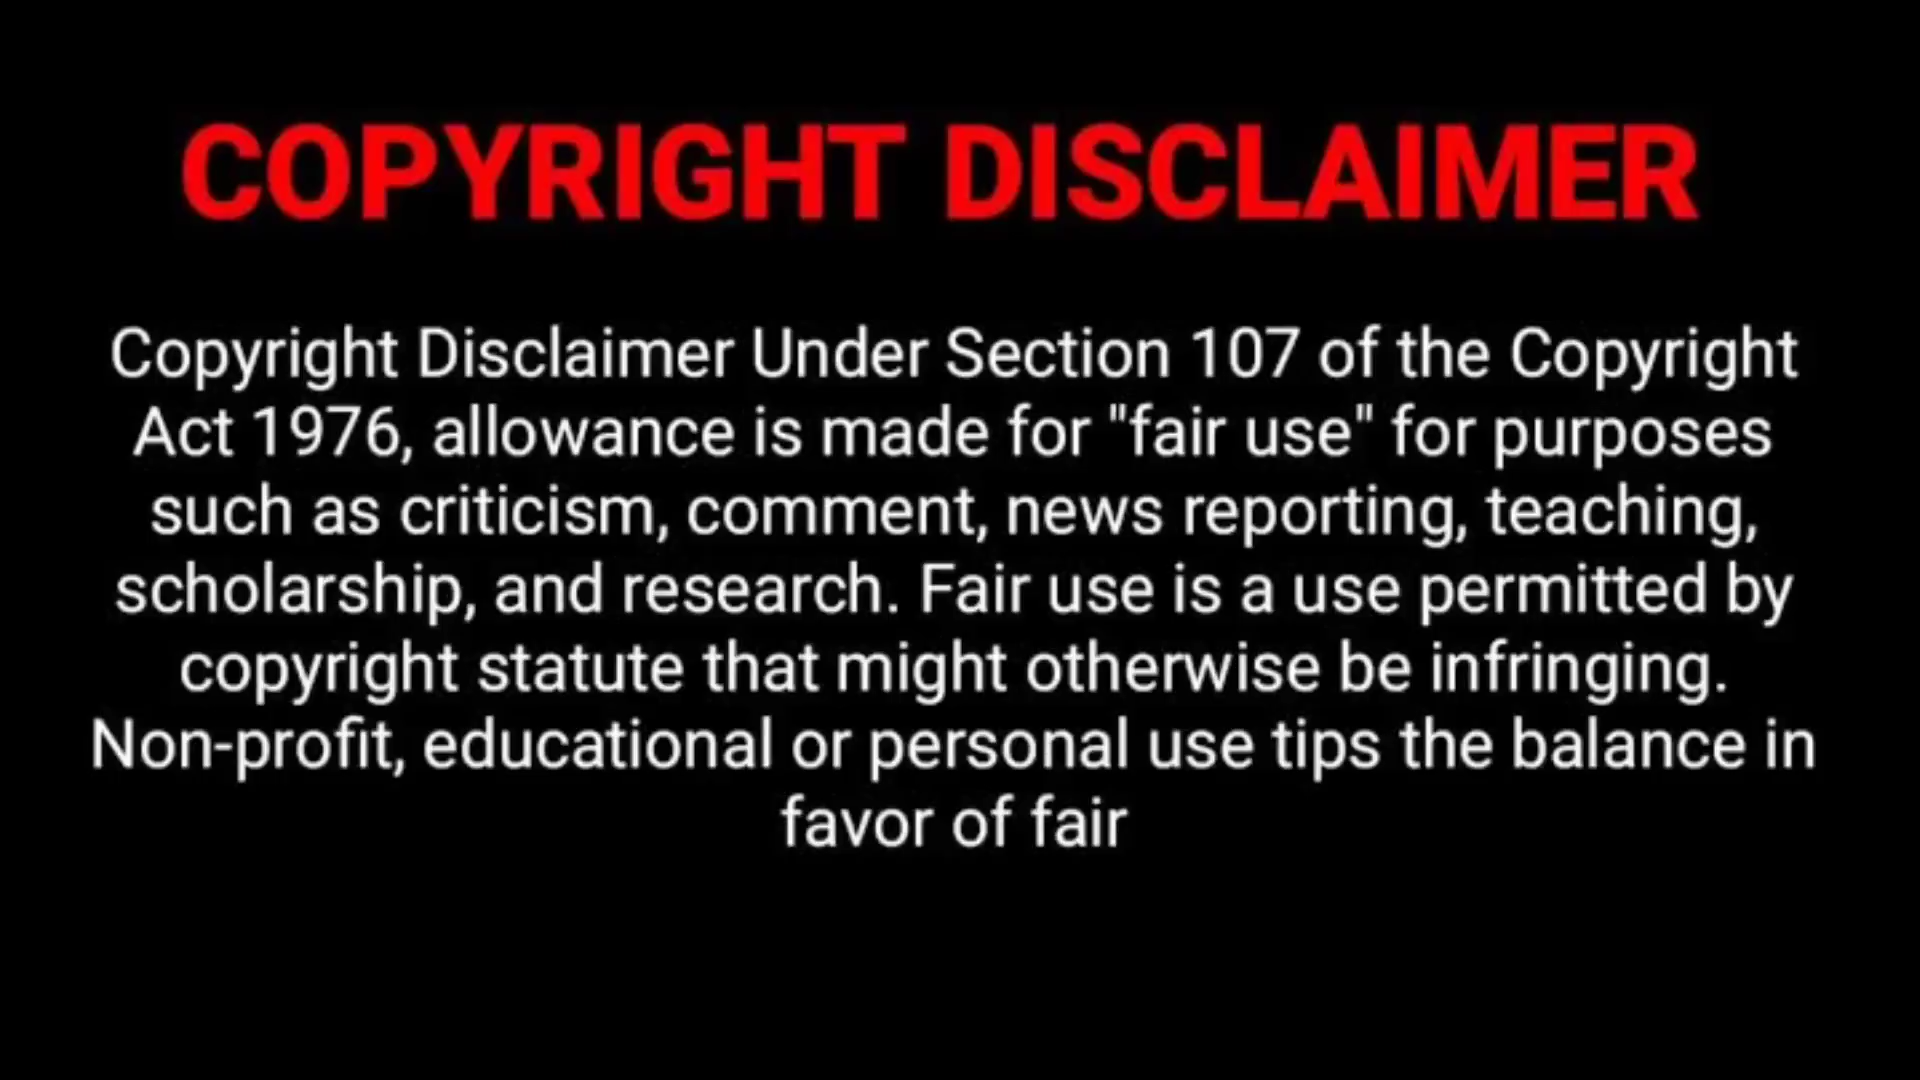 COPYRIGHT DISCLAIMER
Copyright Disclaimer Under Section 107 of the Copyright
Act 1976, allowance is made for "fair use" for purposes
such as criticism, comment, news reporting, teaching,
scholarship, and research. Fair use is a use permitted by
copyright statute that might otherwise be infringing.
Non-profit, educational or personal use tips the balance in
favor of fair